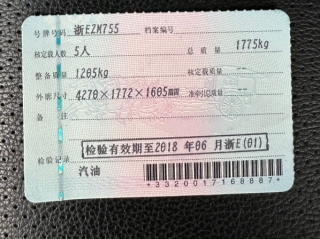 号牌号码 浙EZM755 档案编号
核定载人数 5人 总质量 1775kg
整备质量 1205kg 核定载质量 --
外廓尺寸 4270×1772×1605mm 准牵引总质量 --
备注
检验有效期至2018 年06 月浙E(01)
检验记录
汽油
*3320017168887*